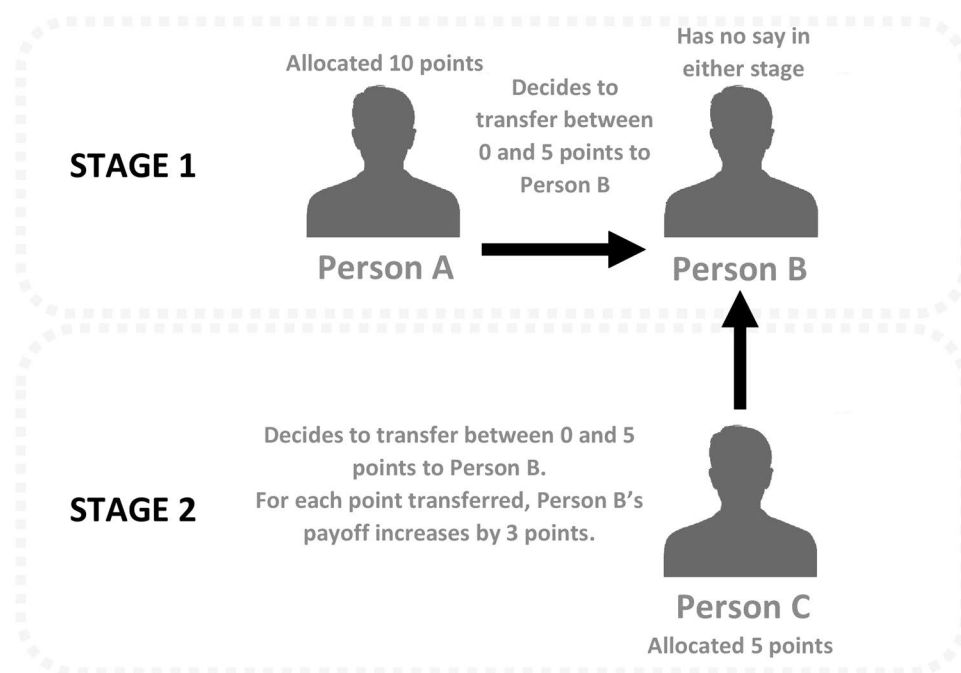 Allocated 10 points
Has no say in
either stage
Decides to
transfer between
0 and 5 points to
Person B
STAGE 1
Person A
Person B
Decides to transfer between 0 and 5
points to Person B.
For each point transferred, Person B’s
payoff increases by 3 points.
STAGE 2
Person C
Allocated 5 points